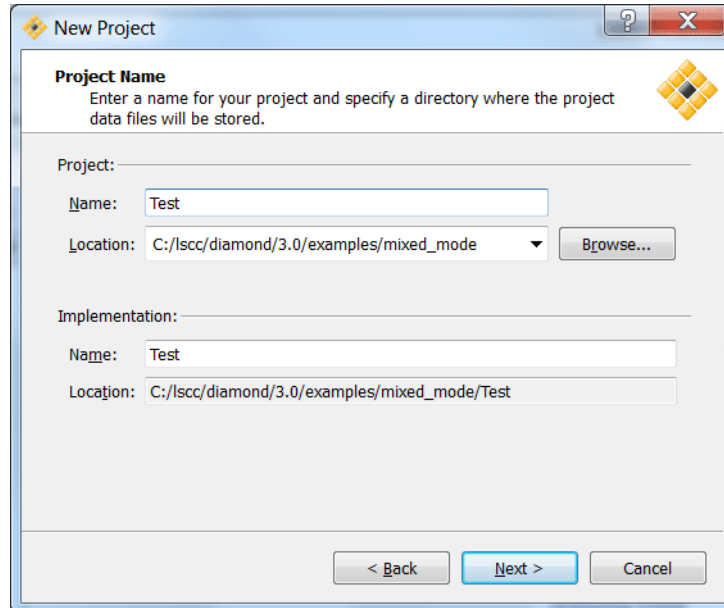 New Project
Project Name
Enter a name for your project and specify a directory where the project
data files will be stored.
Project:
Name: Test
Location: C:/lscc/diamond/3.0/examples/mixed_mode Browse...
Implementation:
Name: Test
Location: C:/lscc/diamond/3.0/examples/mixed_mode/Test
< Back Next > Cancel